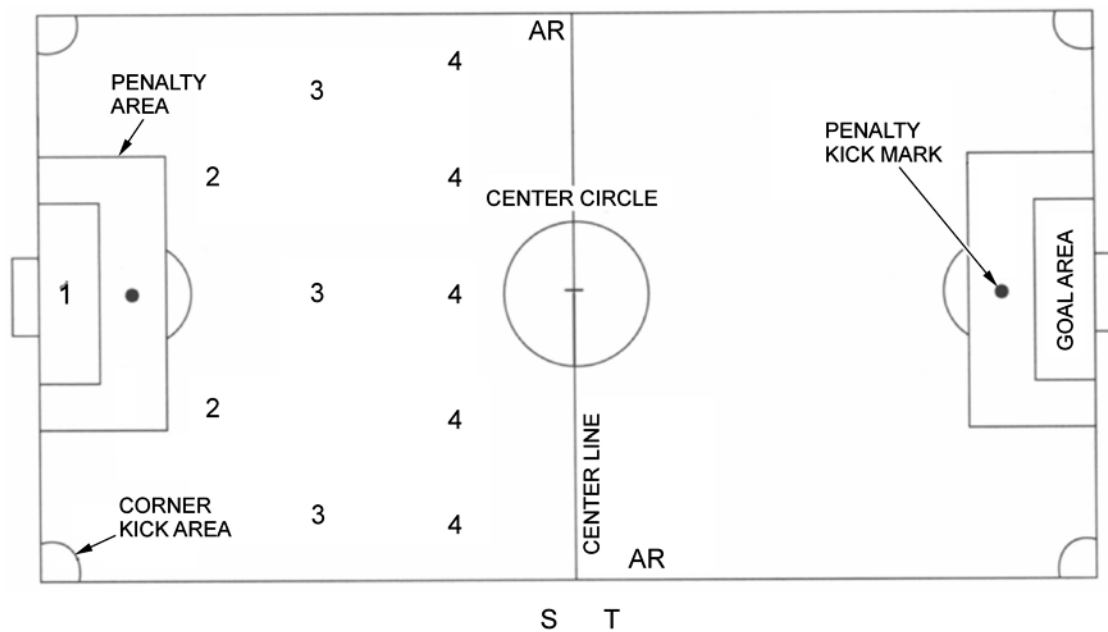 AR
4
3
PENALTY
AREA
PENALTY
KICK MARK
2
4
CENTER CIRCLE
1
3
4
GOAL AREA
2
4
CENTER LINE
CORNER
KICK AREA
3
4
AR
S T